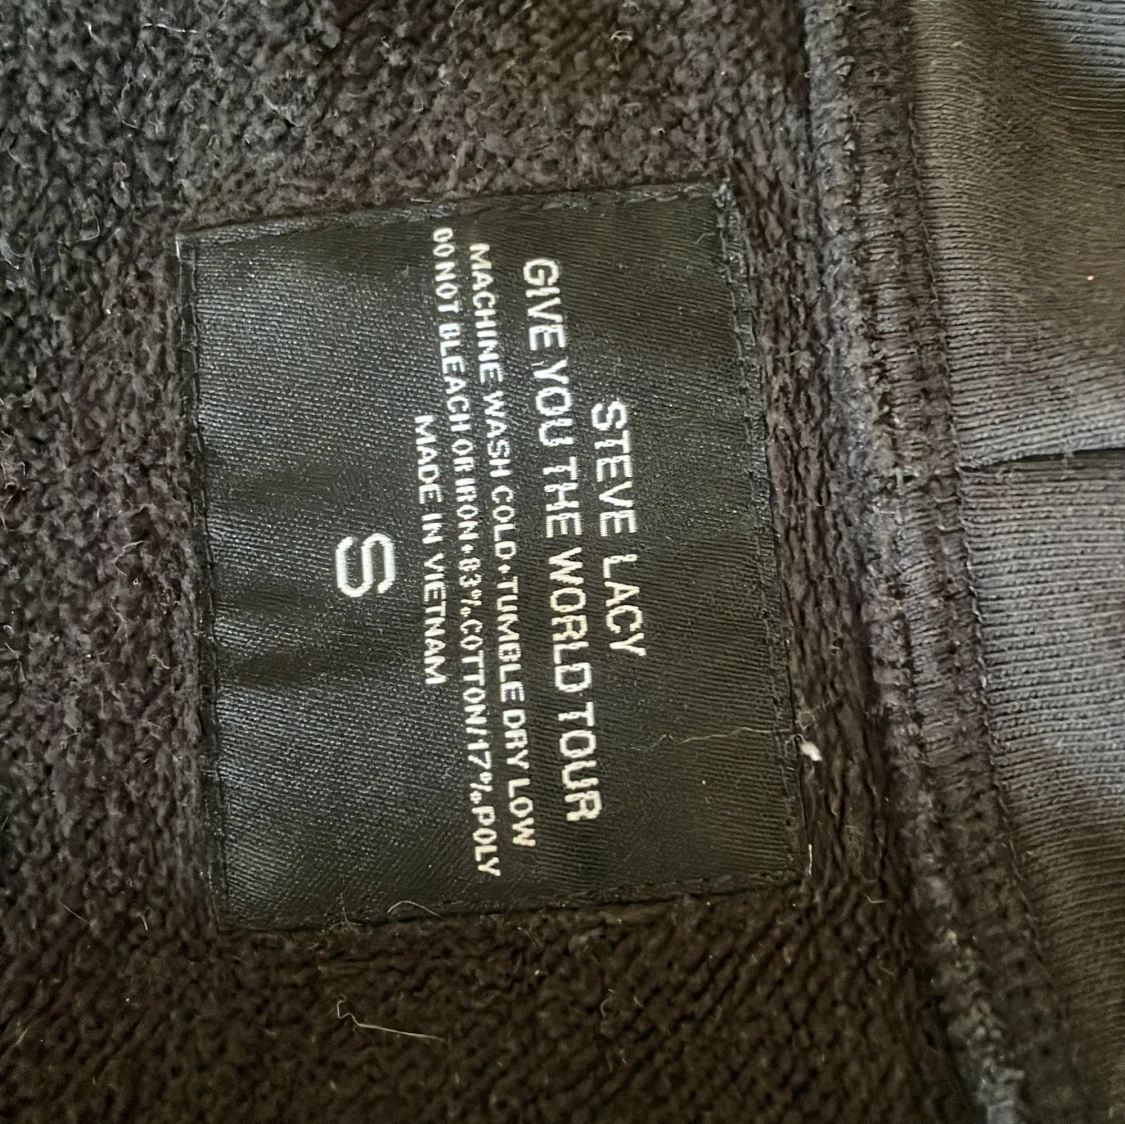 STEVE LACY
GIVE YOU THE WORLD TOUR
MACHINE WASH COLD•TUMBLE DRY LOW
DO NOT BLEACH OR IRON•83%COTTON/17%POLY
MADE IN VIETNAM
S